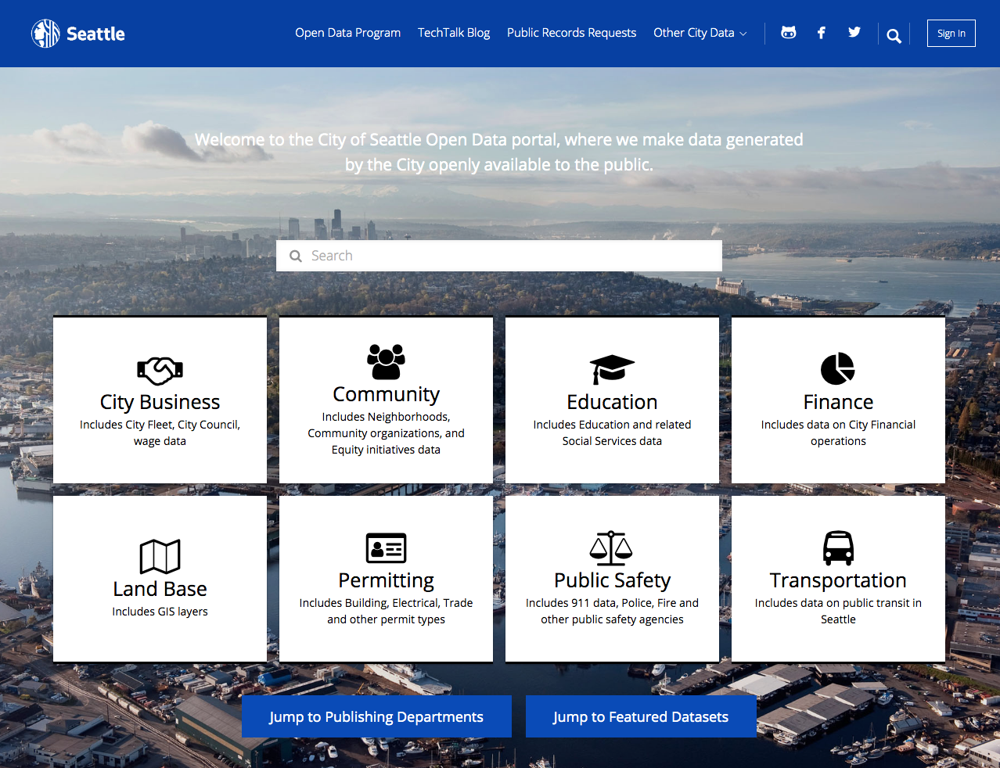 Seattle
Open Data Program
TechTalk Blog
Public Records Requests
Other City Data
Sign In
Welcome to the City of Seattle Open Data portal, where we make data generated
by the City openly available to the public.
Search
City Business
Includes City Fleet, City Council,
wage data
Community
Includes Neighborhoods,
Community organizations, and
Equity initiatives data
Education
Includes Education and related
Social Services data
Finance
Includes data on City Financial
operations
Land Base
Includes GIS layers
Permitting
Includes Building, Electrical, Trade
and other permit types
Public Safety
Includes 911 data, Police, Fire and
other public safety agencies
Transportation
Includes data on public transit in
Seattle
Jump to Publishing Departments
Jump to Featured Datasets